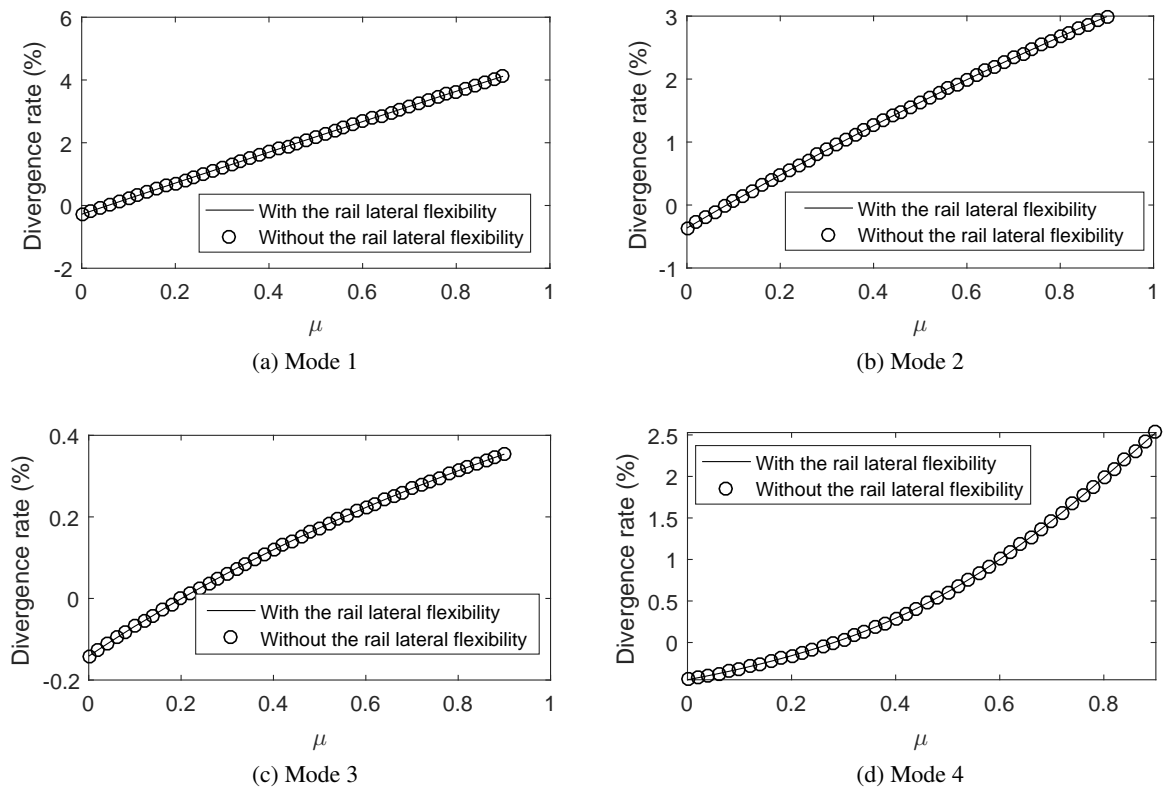 Divergence rate (%)
6
4
2
0
-2
0
0.2
0.4
0.6
0.8
1
With the rail lateral flexibility
Without the rail lateral flexibility
μ
(a) Mode 1
Divergence rate (%)
3
2
1
0
-1
0
0.2
0.4
0.6
0.8
1
With the rail lateral flexibility
Without the rail lateral flexibility
μ
(b) Mode 2
Divergence rate (%)
0.4
0.2
0
-0.2
0
0.2
0.4
0.6
0.8
1
With the rail lateral flexibility
Without the rail lateral flexibility
μ
(c) Mode 3
Divergence rate (%)
2.5
2
1.5
1
0.5
0
0
0.2
0.4
0.6
0.8
With the rail lateral flexibility
Without the rail lateral flexibility
μ
(d) Mode 4